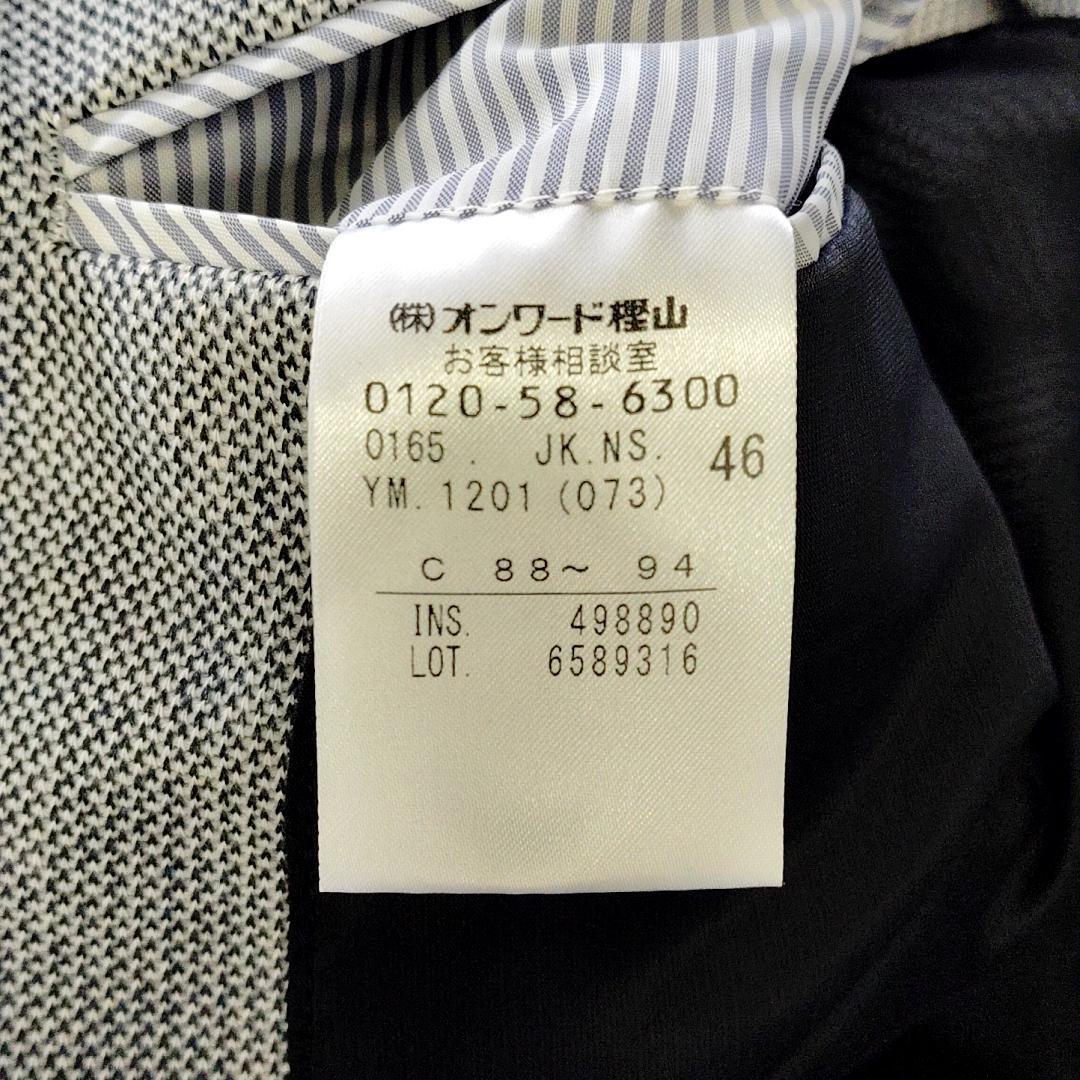 ㈱オンワード樫山
お客様相談室
0120-58-6300
0165. JK.NS. 46
YM. 1201 (073)
C 88～ 94
INS. 498890
LOT. 6589316